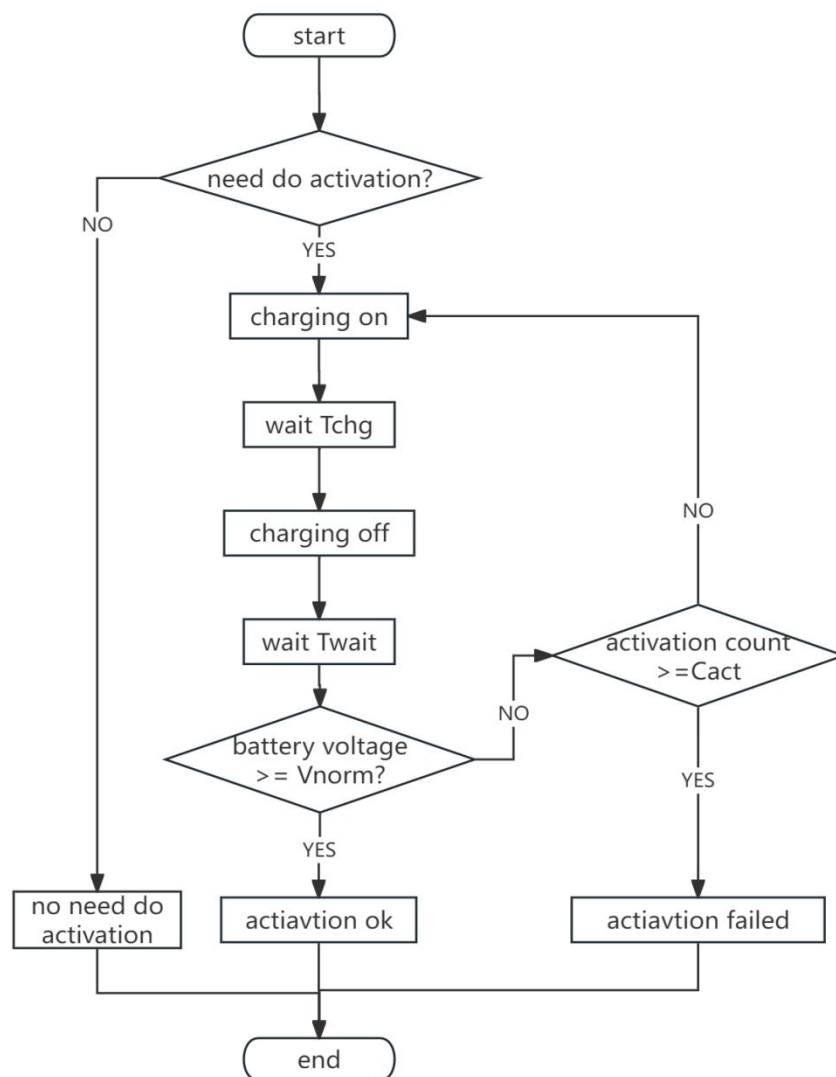 start
need do activation?
NO
YES
charging on
wait Tchg
charging off
NO
wait Twait
activation count
>=Cact
NO
battery voltage
>= Vnorm?
YES
YES
no need do
activation
actiavtion ok
actiavtion failed
end